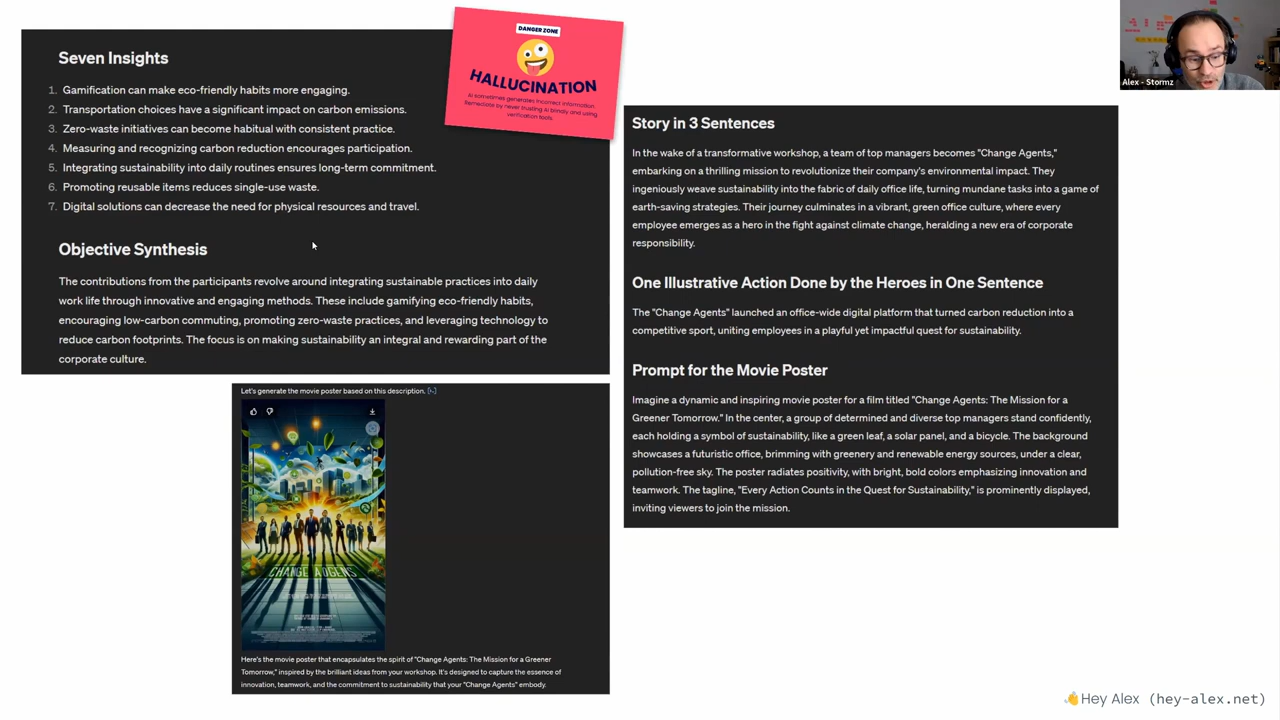 Seven Insights
1. Gamification can make eco-friendly habits more engaging.
2. Transportation choices have a significant impact on carbon emissions.
3. Zero-waste initiatives can become habitual with consistent practice.
4. Measuring and recognizing carbon reduction encourages participation.
5. Integrating sustainability into daily routines ensures long-term commitment.
6. Promoting reusable items reduces single-use waste.
7. Digital solutions can decrease the need for physical resources and travel.
Objective Synthesis
The contributions from the participants revolve around integrating sustainable practices into daily
work life through innovative and engaging methods. These include gamifying eco-friendly habits,
encouraging low-carbon commuting, promoting zero-waste practices, and leveraging technology to
reduce carbon footprints. The focus is on making sustainability an integral and rewarding part of the
corporate culture.
DANGER ZONE
HALLUCINATION
AI sometimes generates incorrect information.
Remediate by never trusting AI blindly and using
verification tools.
Alex - Stormz
Story in 3 Sentences
In the wake of a transformative workshop, a team of top managers becomes "Change Agents,"
embarking on a thrilling mission to revolutionize their company's environmental impact. They
ingeniously weave sustainability into the fabric of daily office life, turning mundane tasks into a game of
earth-saving strategies. Their journey culminates in a vibrant, green office culture, where every
employee emerges as a hero in the fight against climate change, heralding a new era of corporate
responsibility.
One Illustrative Action Done by the Heroes in One Sentence
The "Change Agents" launched an office-wide digital platform that turned carbon reduction into a
competitive sport, uniting employees in a playful yet impactful quest for sustainability.
Prompt for the Movie Poster
Imagine a dynamic and inspiring movie poster for a film titled "Change Agents: The Mission for a
Greener Tomorrow." In the center, a group of determined and diverse top managers stand confidently,
each holding a symbol of sustainability, like a green leaf, a solar panel, and a bicycle. The background
showcases a futuristic office, brimming with greenery and renewable energy sources, under a clear,
pollution-free sky. The poster radiates positivity, with bright, bold colors emphasizing innovation and
teamwork. The tagline, "Every Action Counts in the Quest for Sustainability," is prominently displayed,
inviting viewers to join the mission.
Let's generate the movie poster based on this description. [>-]
Here's the movie poster that encapsulates the spirit of "Change Agents: The Mission for a Greener
Tomorrow," inspired by the brilliant ideas from your workshop. It's designed to capture the essence of
innovation, teamwork, and the commitment to sustainability that your "Change Agents" embody.
Hey Alex (hey-alex.net)